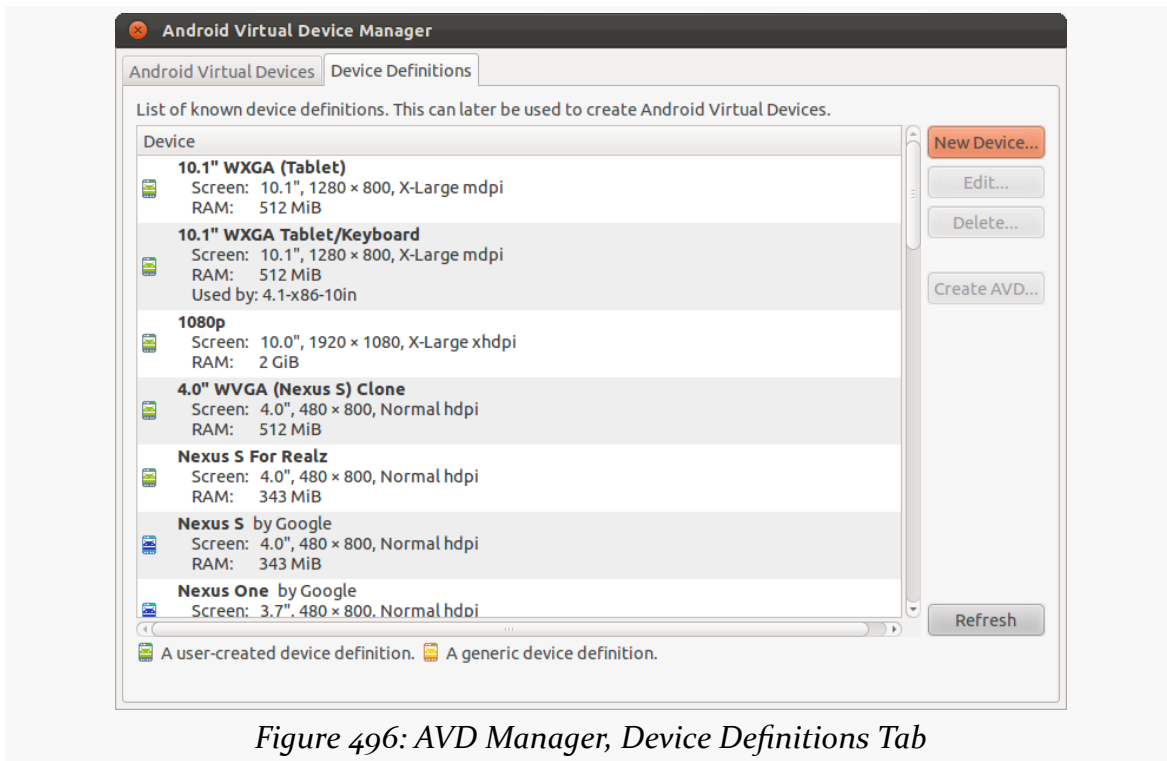 Android Virtual Device Manager
Android Virtual Devices Device Definitions
List of known device definitions. This can later be used to create Android Virtual Devices.
Device
10.1" WXGA (Tablet)
Screen: 10.1", 1280 × 800, X-Large mdpi
RAM: 512 MiB
10.1" WXGA Tablet/Keyboard
Screen: 10.1", 1280 × 800, X-Large mdpi
RAM: 512 MiB
Used by: 4.1-x86-10in
1080p
Screen: 10.0", 1920 × 1080, X-Large xhdpi
RAM: 2 GiB
4.0" WVGA (Nexus S) Clone
Screen: 4.0", 480 × 800, Normal hdpi
RAM: 512 MiB
Nexus S For Realz
Screen: 4.0", 480 × 800, Normal hdpi
RAM: 343 MiB
Nexus S by Google
Screen: 4.0", 480 × 800, Normal hdpi
RAM: 343 MiB
Nexus One by Google
Screen: 3.7", 480 × 800, Normal hdpi
New Device...
Edit...
Delete...
Create AVD...
Refresh
A user-created device definition. A generic device definition.
Figure 496: AVD Manager, Device Definitions Tab